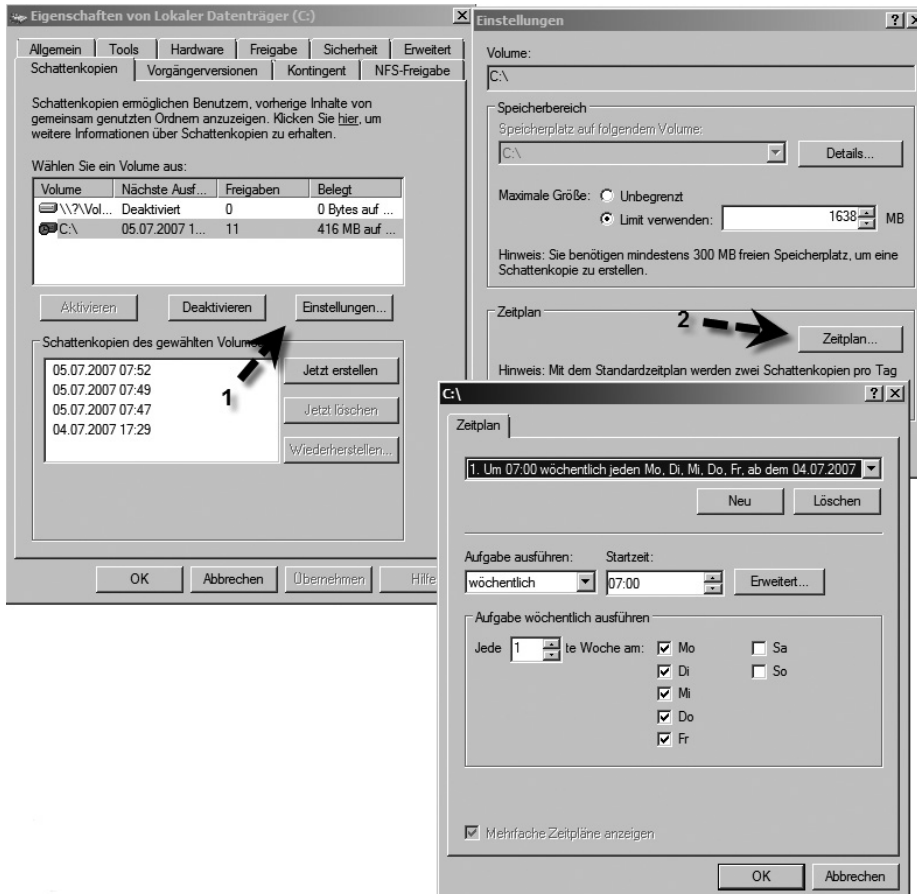 Eigenschaften von Lokaler Datenträger (C:)
Allgemein Tools Hardware Freigabe Sicherheit Erweitert
Schattenkopien Vorgängerversionen Kontingent NFS-Freigabe
Schattenkopien ermöglichen Benutzern, vorherige Inhalte von
gemeinsam genutzten Ordnern anzuzeigen. Klicken Sie hier, um
weitere Informationen über Schattenkopien zu erhalten.
Wählen Sie ein Volume aus:
Volume Nächste Ausf... Freigaben Belegt
\\?\Vol... Deaktiviert 0 0 Bytes auf ...
C:\ 05.07.2007 1... 11 416 MB auf ...
Aktivieren Deaktivieren Einstellungen...
Schattenkopien des gewählten Volumes
1
05.07.2007 07:52
05.07.2007 07:49
05.07.2007 07:47
04.07.2007 17:29
Jetzt erstellen
Jetzt löschen
Wiederherstellen...
OK Abbrechen Übernehmen Hilfe
Einstellungen
Volume:
C:\
Speicherbereich
Speicherplatz auf folgendem Volume:
C:\ Details...
Maximale Größe: Unbegrenzt
Limit verwenden: 1638 MB
Hinweis: Sie benötigen mindestens 300 MB freien Speicherplatz, um eine
Schattenkopie zu erstellen.
Zeitplan
2
Zeitplan...
Hinweis: Mit dem Standardzeitplan werden zwei Schattenkopien pro Tag
C:\
Zeitplan
1. Um 07:00 wöchentlich jeden Mo, Di, Mi, Do, Fr, ab dem 04.07.2007
Neu Löschen
Aufgabe ausführen: Startzeit:
wöchentlich 07:00 Erweitert...
Aufgabe wöchentlich ausführen
Jede 1 te Woche am: Mo Sa
Di So
Mi
Do
Fr
Mehrfache Zeitpläne anzeigen
OK Abbrechen